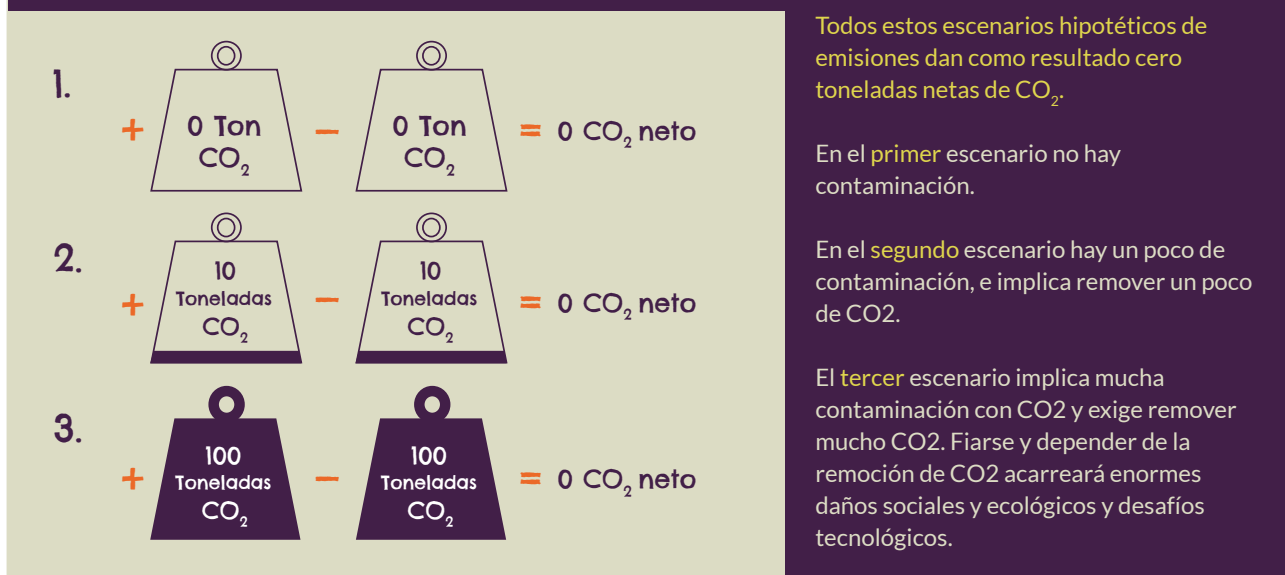 1.
+ 0 Ton CO₂ − 0 Ton CO₂ = 0 CO₂ neto
2.
+ 10 Toneladas CO₂ − 10 Toneladas CO₂ = 0 CO₂ neto
3.
+ 100 Toneladas CO₂ − 100 Toneladas CO₂ = 0 CO₂ neto
Todos estos escenarios hipotéticos de
emisiones dan como resultado cero
toneladas netas de CO₂.
En el primer escenario no hay
contaminación.
En el segundo escenario hay un poco de
contaminación, e implica remover un poco
de CO2.
El tercer escenario implica mucha
contaminación con CO2 y exige remover
mucho CO2. Fiarse y depender de la
remoción de CO2 acarreará enormes
daños sociales y ecológicos y desafíos
tecnológicos.